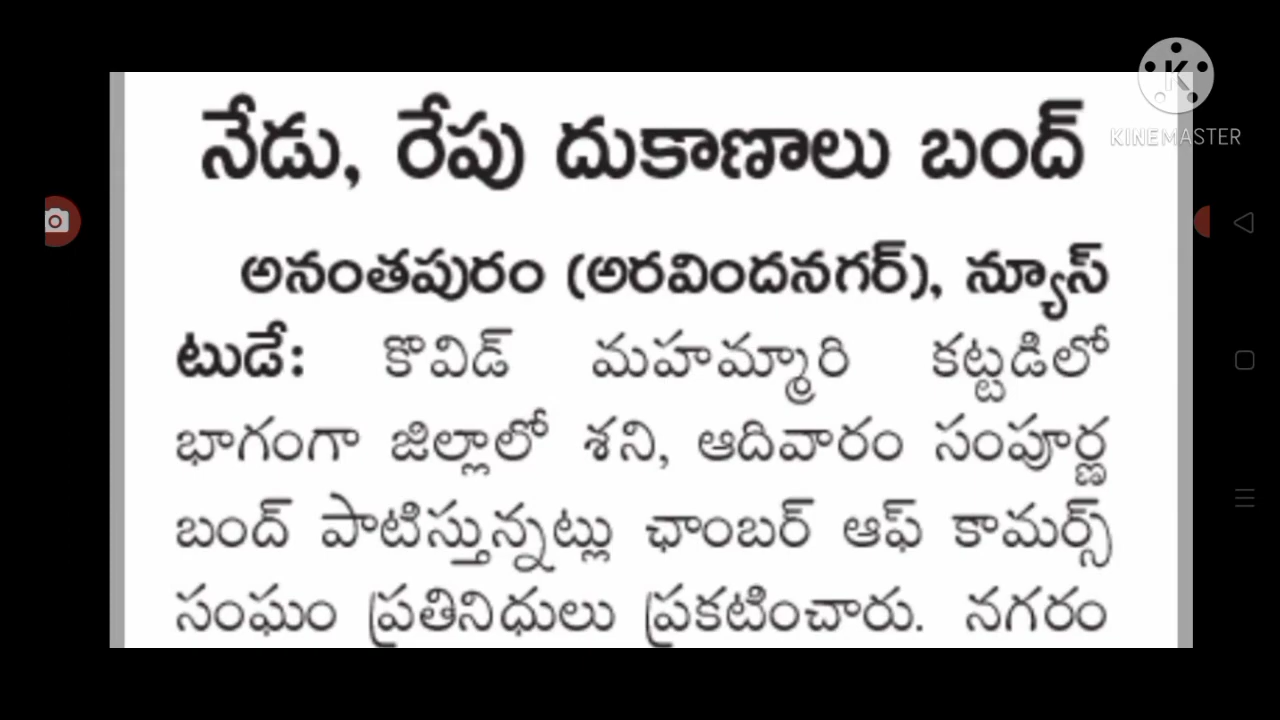 KINEMASTER
నేడు, రేపు దుకాణాలు బంద్
అనంతపురం (అరవిందనగర్), న్యూస్
టుడే: కొవిడ్ మహమ్మారి కట్టడిలో
భాగంగా జిల్లాలో శని, ఆదివారం సంపూర్ణ
బంద్ పాటిస్తున్నట్లు ఛాంబర్ ఆఫ్ కామర్స్
సంఘం ప్రతినిధులు ప్రకటించారు. నగరం